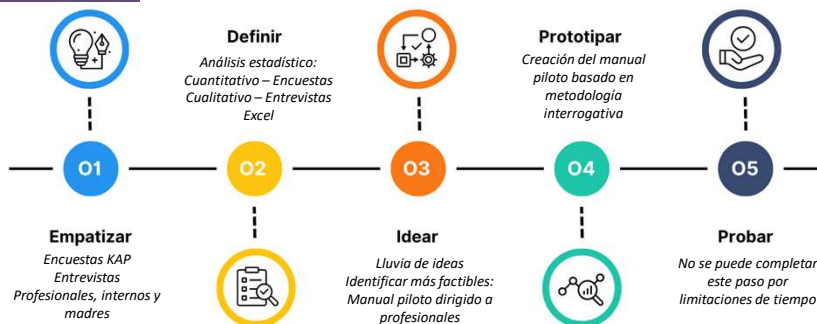 Definir
Análisis estadístico:
Cuantitativo – Encuestas
Cualitativo – Entrevistas
Excel
Prototipar
Creación del manual
piloto basado en
metodología
interrogativa
01
02
03
04
05
Empatizar
Encuestas KAP
Entrevistas
Profesionales, internos y
madres
Idear
Lluvia de ideas
Identificar más factibles:
Manual piloto dirigido a
profesionales
Probar
No se puede completar
este paso por
limitaciones de tiempo